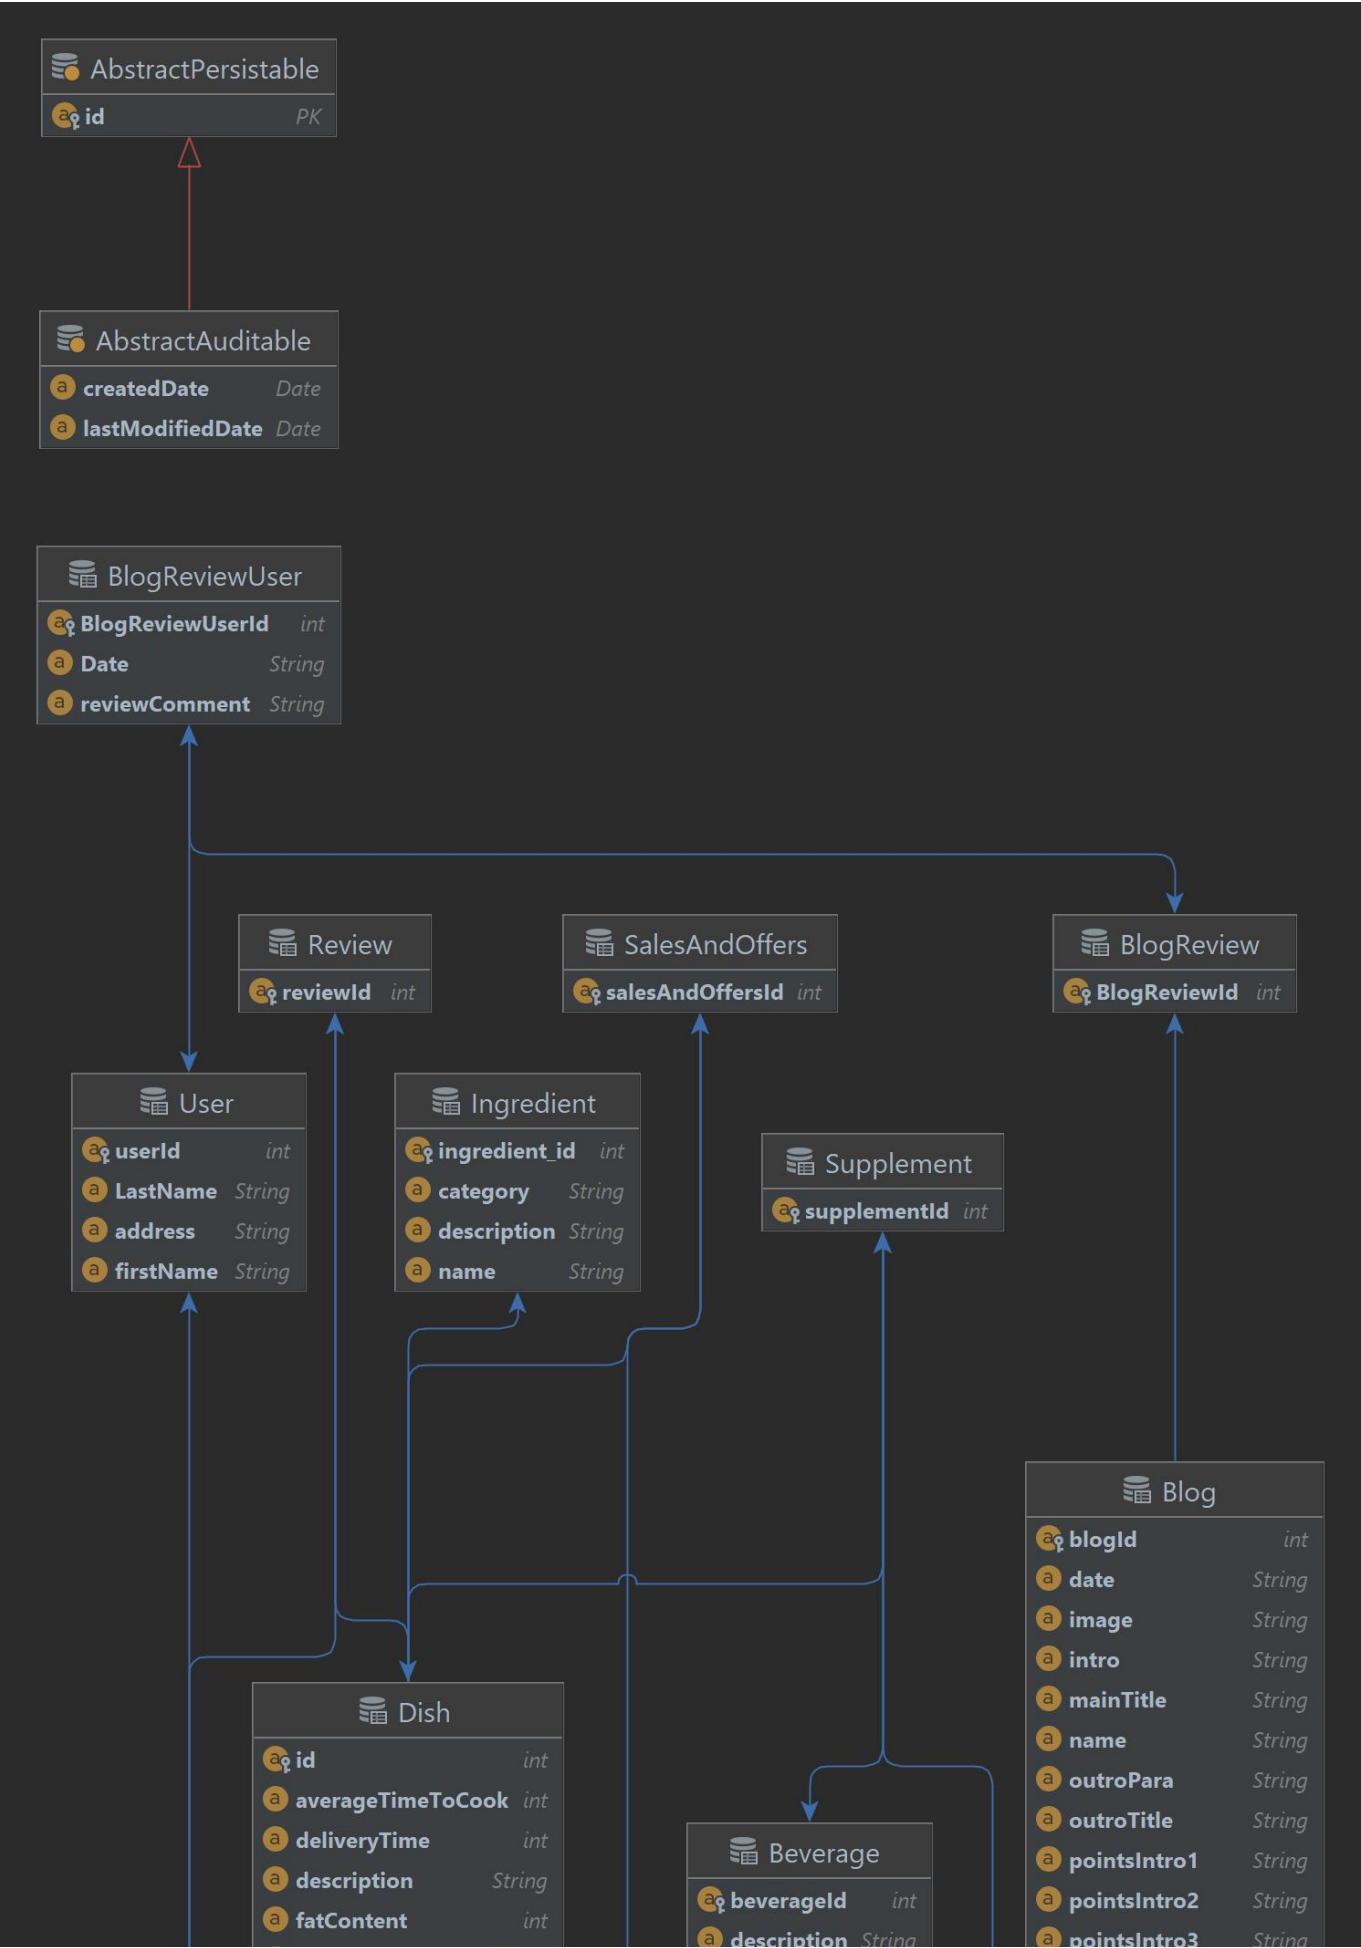 AbstractPersistable
id PK
AbstractAuditable
createdDate Date
lastModifiedDate Date
BlogReviewUser
BlogReviewUserId int
Date String
reviewComment String
Review
reviewId int
SalesAndOffers
salesAndOffersId int
BlogReview
BlogReviewId int
User
userId int
LastName String
address String
firstName String
Ingredient
ingredient_id int
category String
description String
name String
Supplement
supplementId int
Blog
blogId int
date String
image String
intro String
mainTitle String
name String
outroPara String
outroTitle String
pointsIntro1 String
pointsIntro2 String
pointsIntro3 String
Dish
id int
averageTimeToCook int
deliveryTime int
description String
fatContent int
Beverage
beverageId int
description String